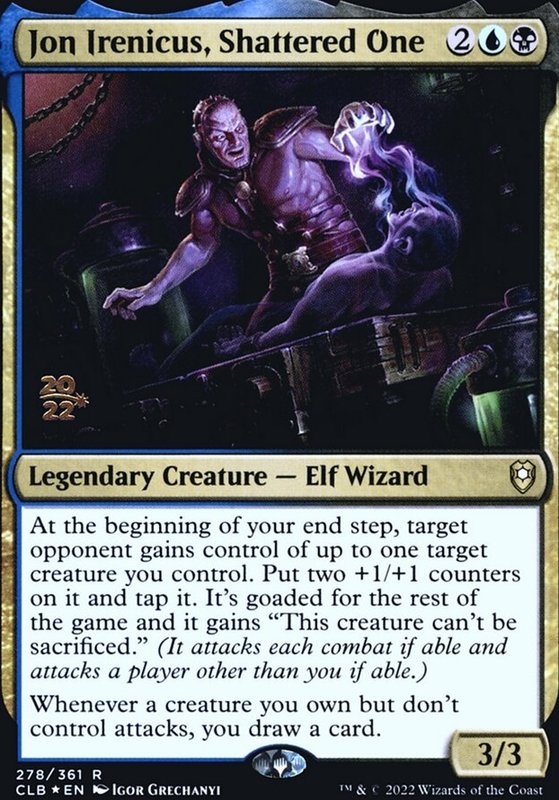 Jon Irenicus, Shattered One 2
20
22
Legendary Creature — Elf Wizard
At the beginning of your end step, target
opponent gains control of up to one target
creature you control. Put two +1/+1 counters
on it and tap it. It's goaded for the rest of
the game and it gains “This creature can't be
sacrificed.” (It attacks each combat if able and
attacks a player other than you if able.)
Whenever a creature you own but don't
control attacks, you draw a card.
3/3
278/361 R
CLB ★ EN Igor Grechanyi
™ & © 2022 Wizards of the Coast